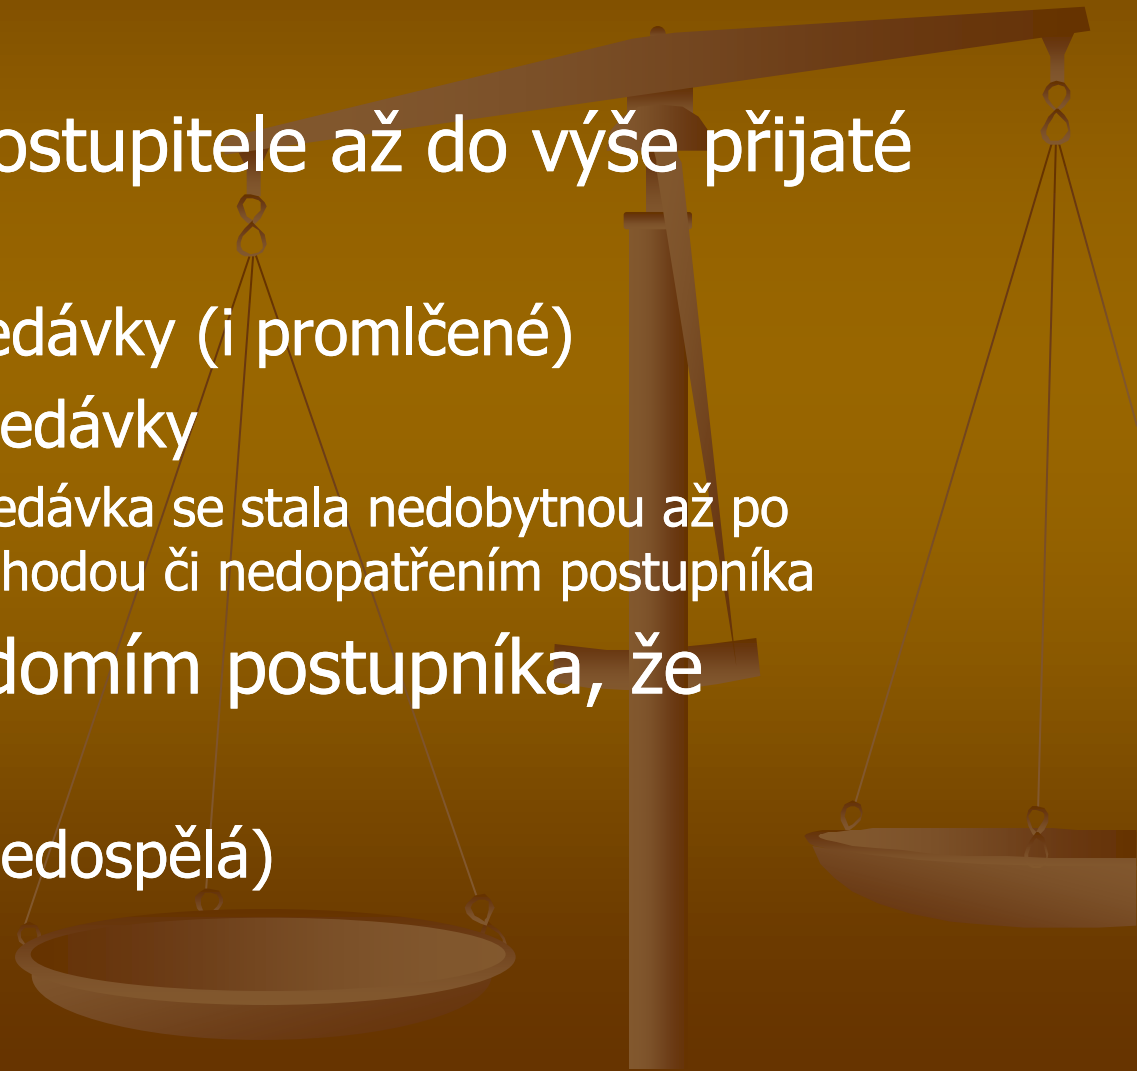 ostupitele až do výše přijaté
edávky (i promlčené)
edávky
edávka se stala nedobytnou až po
hodou či nedopatřením postupníka
domím postupníka, že
edospělá)